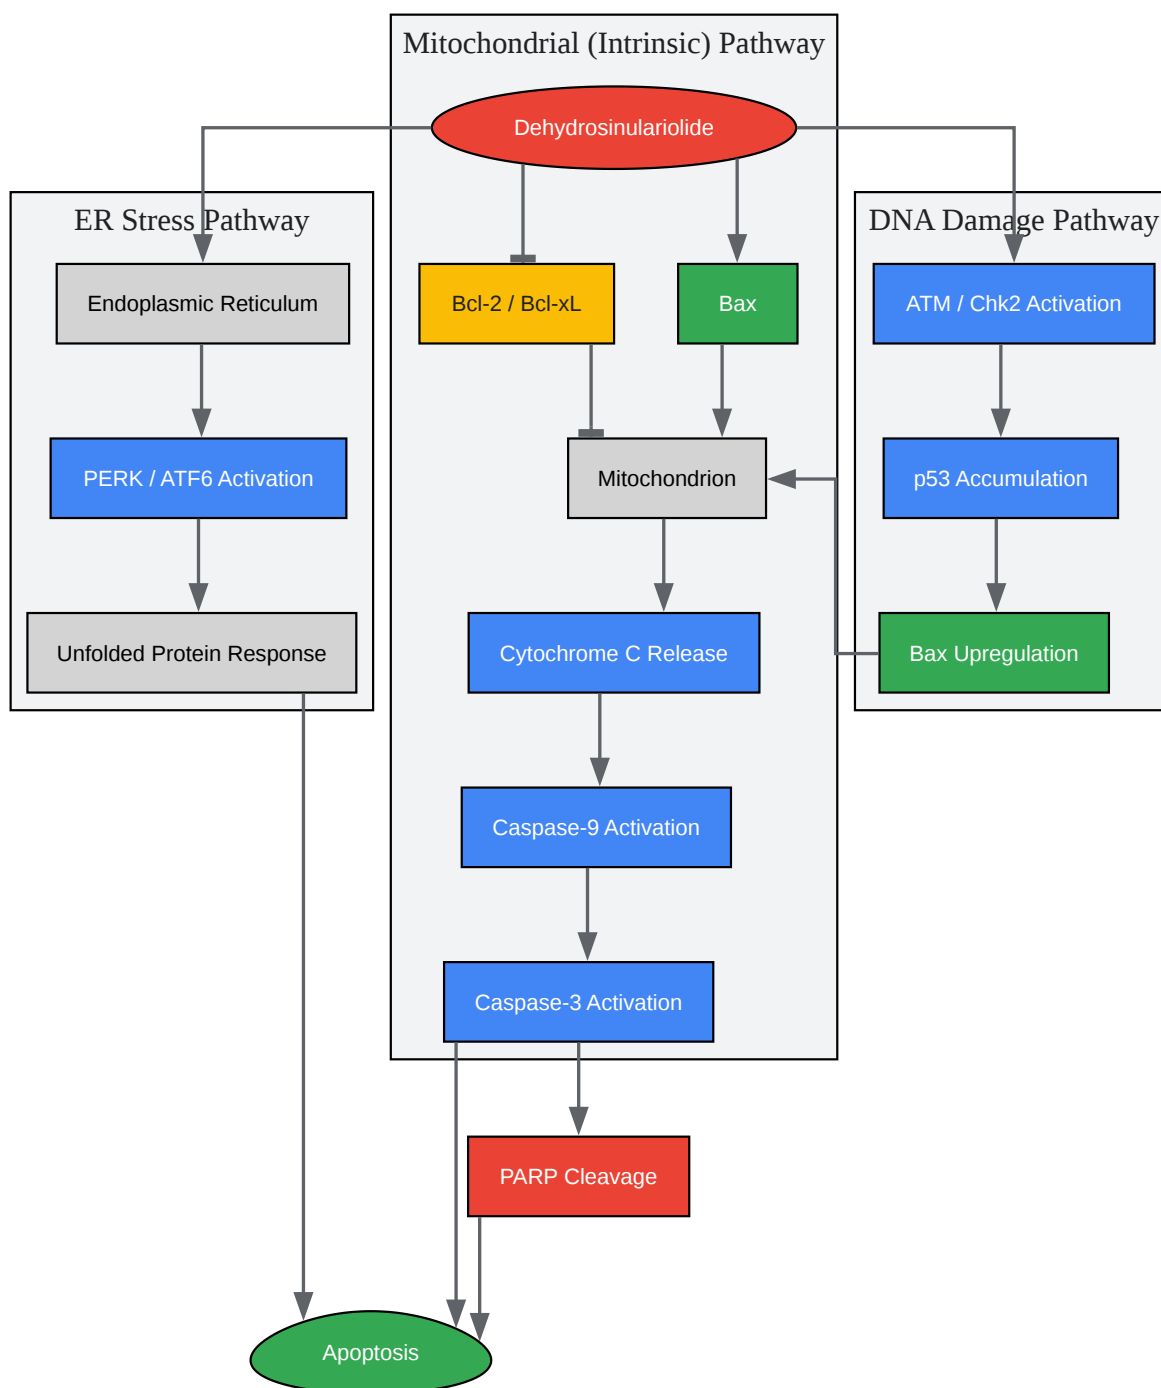 Mitochondrial (Intrinsic) Pathway
Dehydrosinulariolide
ER Stress Pathway
DNA Damage Pathway
Endoplasmic Reticulum
Bcl-2 / Bcl-xL
Bax
ATM / Chk2 Activation
PERK / ATF6 Activation
Mitochondrion
p53 Accumulation
Unfolded Protein Response
Cytochrome C Release
Bax Upregulation
Caspase-9 Activation
Caspase-3 Activation
PARP Cleavage
Apoptosis